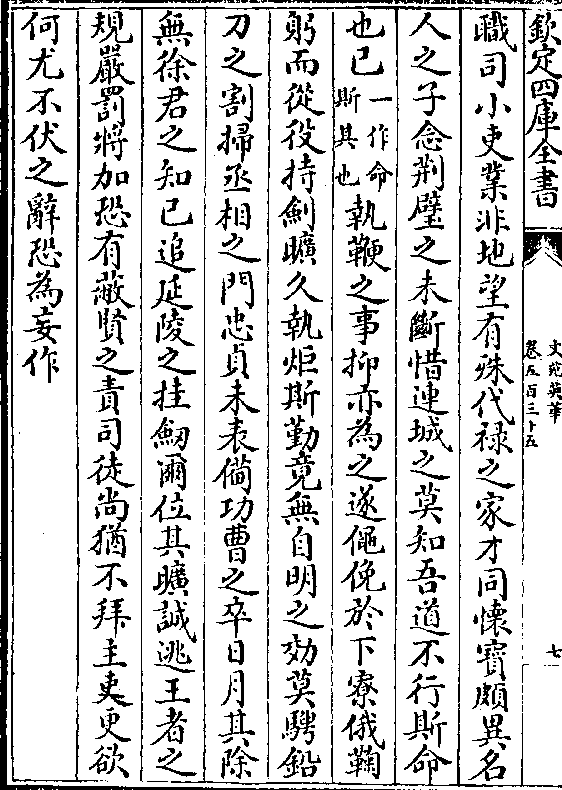 欽定四庫全書
文苑英華
卷五百三十五
七
職司小吏業非地望有殊代禄之家才同懷寳頗異名
人之子念荆璧之未斷惜連城之莫知吾道不行斯命
也已一作命斯其也執鞭之事抑亦為之遂僶俛於下寮俄鞠
躬而從役持劍曠久執炬斯勤竟無自明之効莫騁鉛
刀之割掃丞相之門忠貞未表儞功曹之卒日月其除
無徐君之知已追延陵之挂劒爾位其曠誠逃王者之
規嚴罰將加恐有蔽賢之責司徒尚猶不拜主吏更欲
何尤不伏之辭恐為妄作